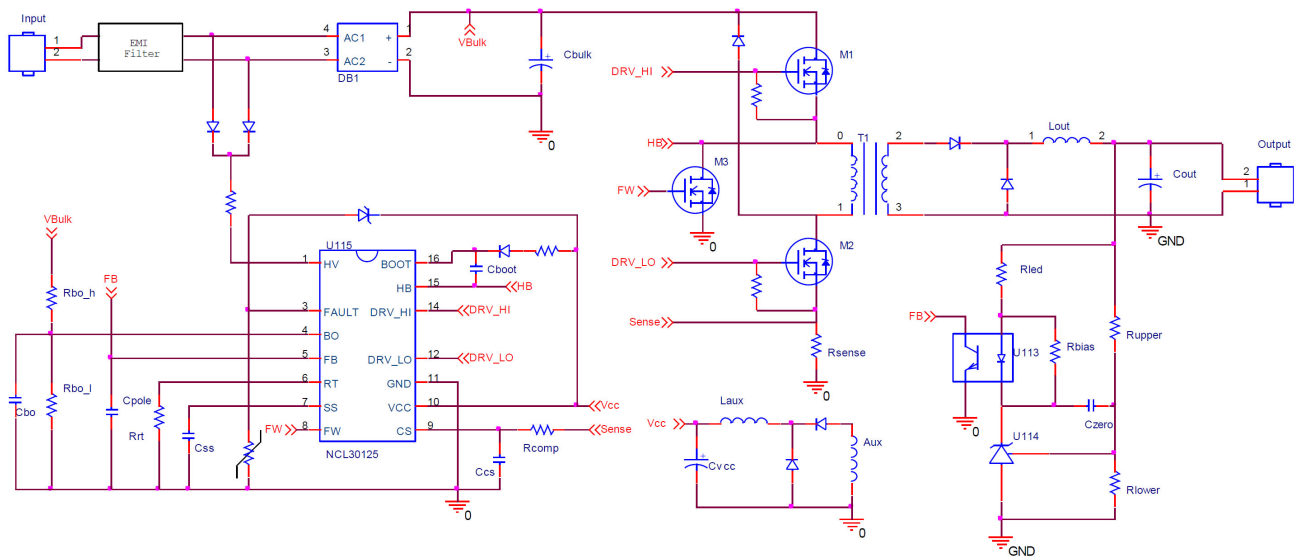 Input
1
2
EMI
Filter
4
3
AC1
AC2
+
-
1
2
DB1
VBulk
Cbulk
0
DRV_HI
M1
HB
M3
FW
0
0
1
T1
2
3
1
Lout
2
Cout
Output
2
1
GND
DRV_LO
M2
Sense
Rsense
0
VBulk
Rbo_h
FB
Rbo_l
Cbo
Cpole
Rrt
Css
FW
U115
1
3
4
5
6
7
8
HV
FAULT
BO
FB
RT
SS
FW
BOOT
HB
DRV_HI
DRV_LO
GND
VCC
CS
16
15
14
12
11
10
9
NCL30125
Cboot
HB
DRV_HI
DRV_LO
Vcc
Sense
Rcomp
Ccs
0
Vcc
Laux
Cvcc
Aux
0
Rled
FB
U113
Rbias
Rupper
Czero
0
U114
Rlower
GND